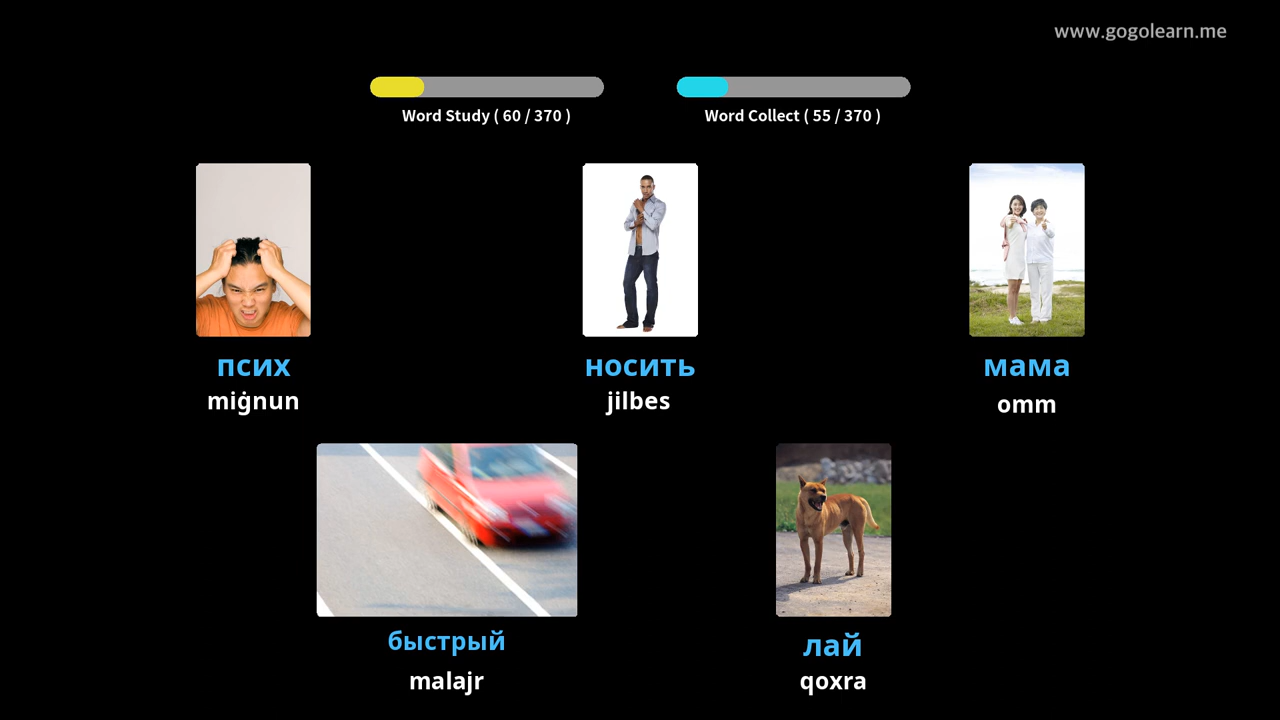 www.gogolearn.me
Word Study ( 60 / 370 )
Word Collect ( 55 / 370 )
псих
miġnun
носить
jilbes
мама
omm
быстрый
malajr
лай
qoxra